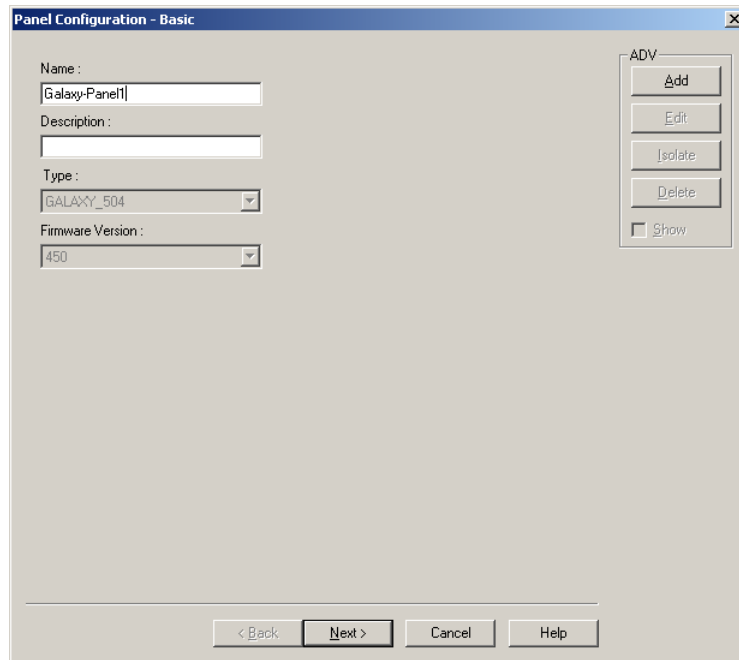 Panel Configuration - Basic
Name :
Galaxy-Panel1
Description :
Type :
GALAXY_504
Firmware Version :
450
ADV
Add
Edit
Isolate
Delete
Show
< Back
Next >
Cancel
Help